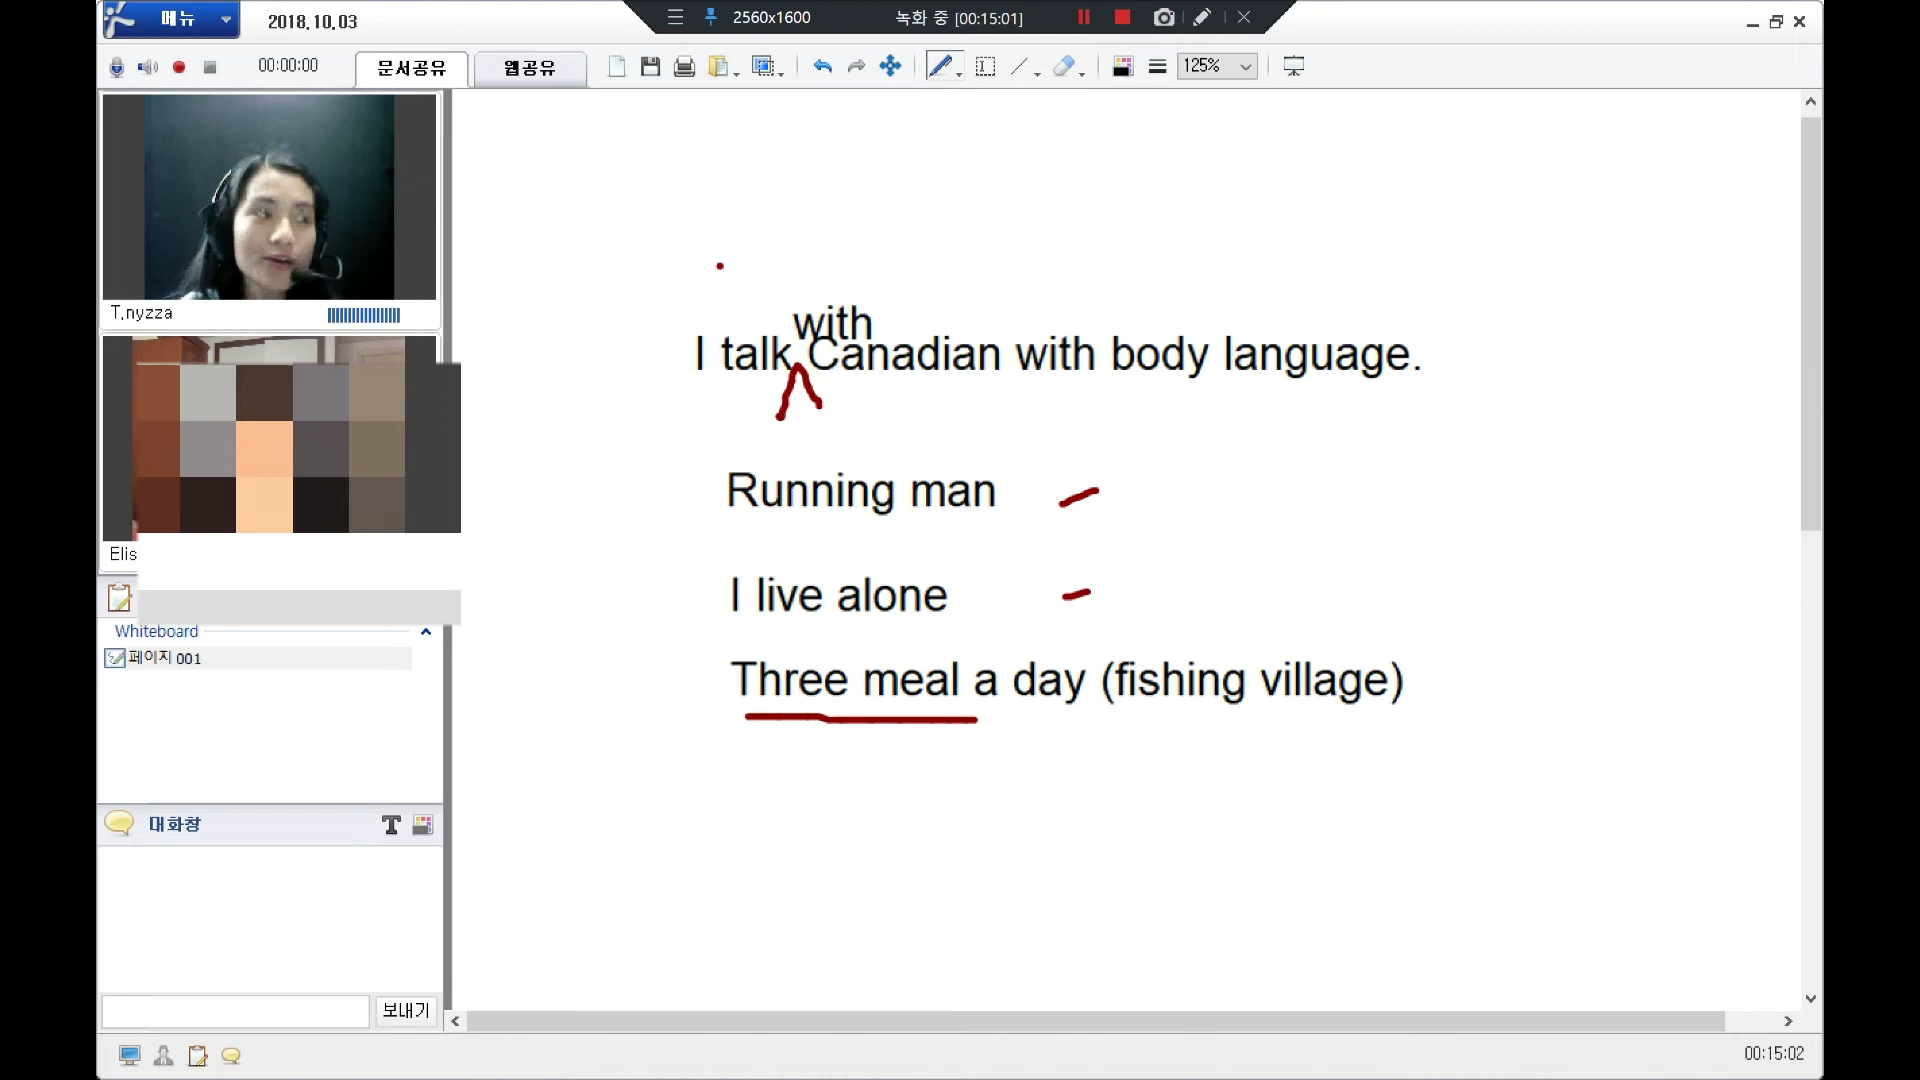 메뉴 2018.10.03 2560x1600 녹화 중 [00:15:01]
00:00:00 문서공유 웹공유 125%
T.nyzza
Elis
Whiteboard
페이지 001
대화창
보내기
with
I talk Canadian with body language.
Running man
I live alone
Three meal a day (fishing village)
00:15:02